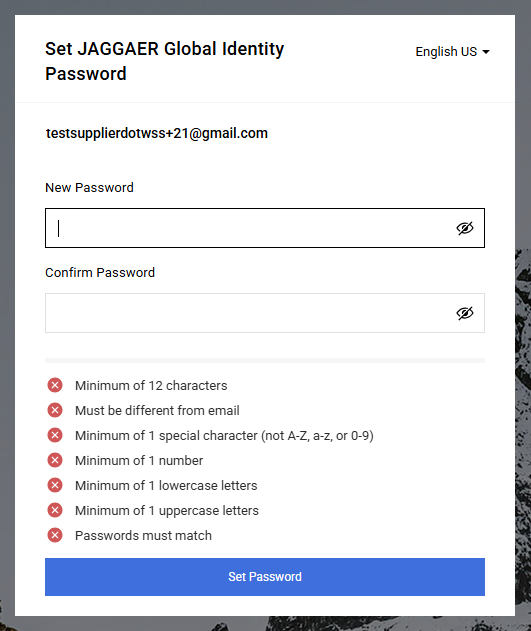 Set JAGGAER Global Identity
Password
English US
testsupplierdotwss+21@gmail.com
New Password
Confirm Password
Minimum of 12 characters
Must be different from email
Minimum of 1 special character (not A-Z, a-z, or 0-9)
Minimum of 1 number
Minimum of 1 lowercase letters
Minimum of 1 uppercase letters
Passwords must match
Set Password